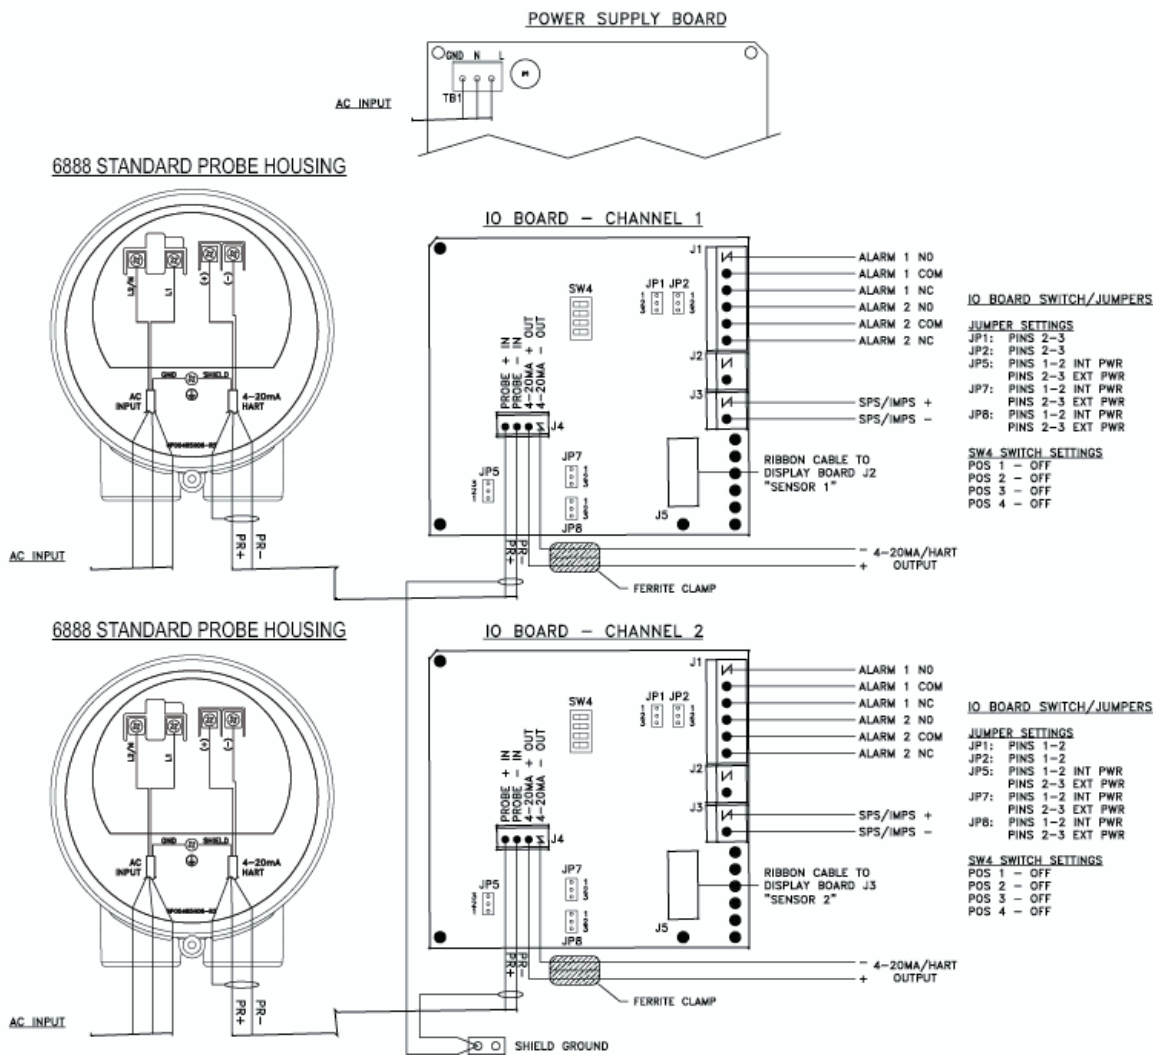 POWER SUPPLY BOARD
GND N L
TB1
AC INPUT
6888 STANDARD PROBE HOUSING
L2/N
L1
(+)
(-)
GND SHIELD
AC
INPUT
4-20mA
HART
PR+
PR-
AC INPUT
IO BOARD - CHANNEL 1
SW4
JP1 JP2
J1
J2
J3
PROBE + IN
PROBE - IN
4-20MA + OUT
4-20MA - OUT
J4
JP5
JP7
JP8
J5
PR+
PR-
ALARM 1 NO
ALARM 1 COM
ALARM 1 NC
ALARM 2 NO
ALARM 2 COM
ALARM 2 NC
SPS/IMPS +
SPS/IMPS -
RIBBON CABLE TO
DISPLAY BOARD J2
"SENSOR 1"
- 4-20MA/HART
+ OUTPUT
FERRITE CLAMP
IO BOARD SWITCH/JUMPERS
JUMPER SETTINGS
JP1: PINS 2-3
JP2: PINS 2-3
JP5: PINS 1-2 INT PWR
PINS 2-3 EXT PWR
JP7: PINS 1-2 INT PWR
PINS 2-3 EXT PWR
JP8: PINS 1-2 INT PWR
PINS 2-3 EXT PWR
SW4 SWITCH SETTINGS
POS 1 - OFF
POS 2 - OFF
POS 3 - OFF
POS 4 - OFF
6888 STANDARD PROBE HOUSING
L2/N
L1
(+)
(-)
GND SHIELD
AC
INPUT
4-20mA
HART
PR+
PR-
AC INPUT
IO BOARD - CHANNEL 2
SW4
JP1 JP2
J1
J2
J3
PROBE + IN
PROBE - IN
4-20MA + OUT
4-20MA - OUT
J4
JP5
JP7
JP8
J5
PR+
PR-
ALARM 1 NO
ALARM 1 COM
ALARM 1 NC
ALARM 2 NO
ALARM 2 COM
ALARM 2 NC
SPS/IMPS +
SPS/IMPS -
RIBBON CABLE TO
DISPLAY BOARD J3
"SENSOR 2"
- 4-20MA/HART
+ OUTPUT
FERRITE CLAMP
SHIELD GROUND
IO BOARD SWITCH/JUMPERS
JUMPER SETTINGS
JP1: PINS 1-2
JP2: PINS 1-2
JP5: PINS 1-2 INT PWR
PINS 2-3 EXT PWR
JP7: PINS 1-2 INT PWR
PINS 2-3 EXT PWR
JP8: PINS 1-2 INT PWR
PINS 2-3 EXT PWR
SW4 SWITCH SETTINGS
POS 1 - OFF
POS 2 - OFF
POS 3 - OFF
POS 4 - OFF